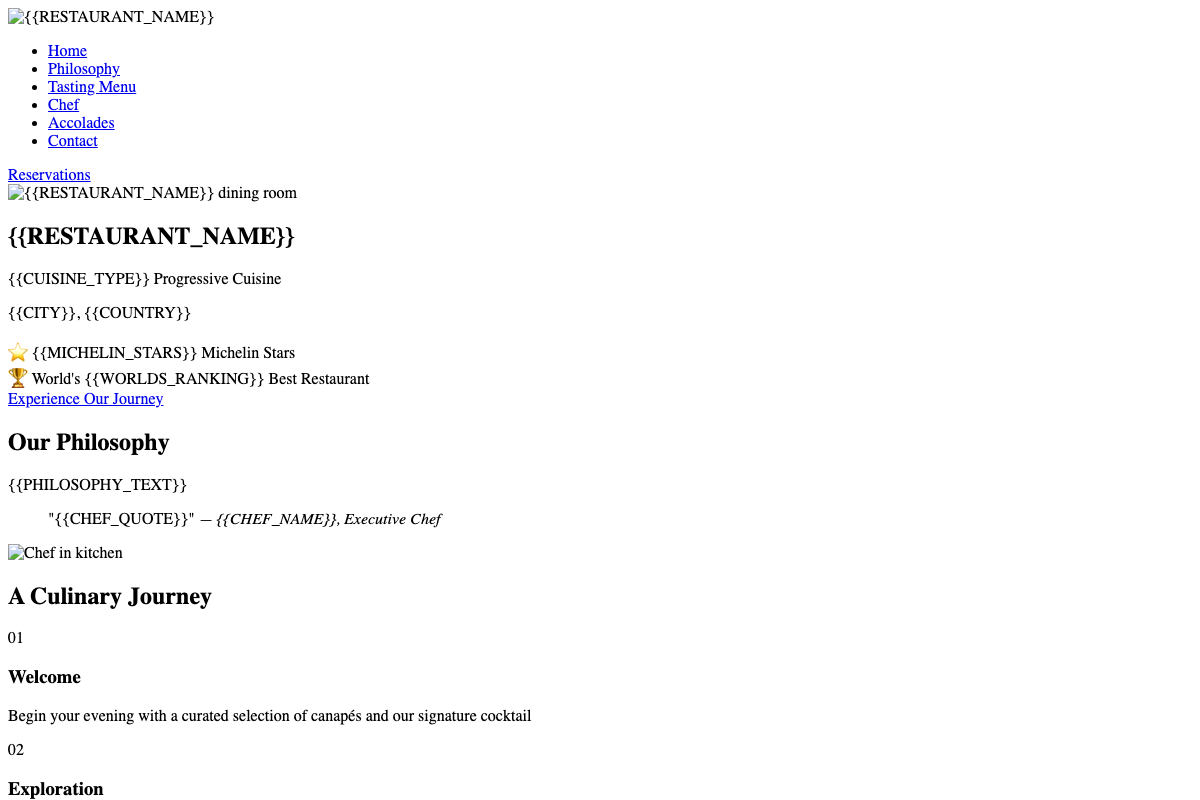 {{RESTAURANT_NAME}}
Home
Philosophy
Tasting Menu
Chef
Accolades
Contact
Reservations
{{RESTAURANT_NAME}} dining room
{{RESTAURANT_NAME}}
{{CUISINE_TYPE}} Progressive Cuisine
{{CITY}}, {{COUNTRY}}
⭐ {{MICHELIN_STARS}} Michelin Stars
🏆 World's {{WORLDS_RANKING}} Best Restaurant
Experience Our Journey
Our Philosophy
{{PHILOSOPHY_TEXT}}
"{{CHEF_QUOTE}}" — {{CHEF_NAME}}, Executive Chef
Chef in kitchen
A Culinary Journey
01
Welcome
Begin your evening with a curated selection of canapés and our signature cocktail
02
Exploration